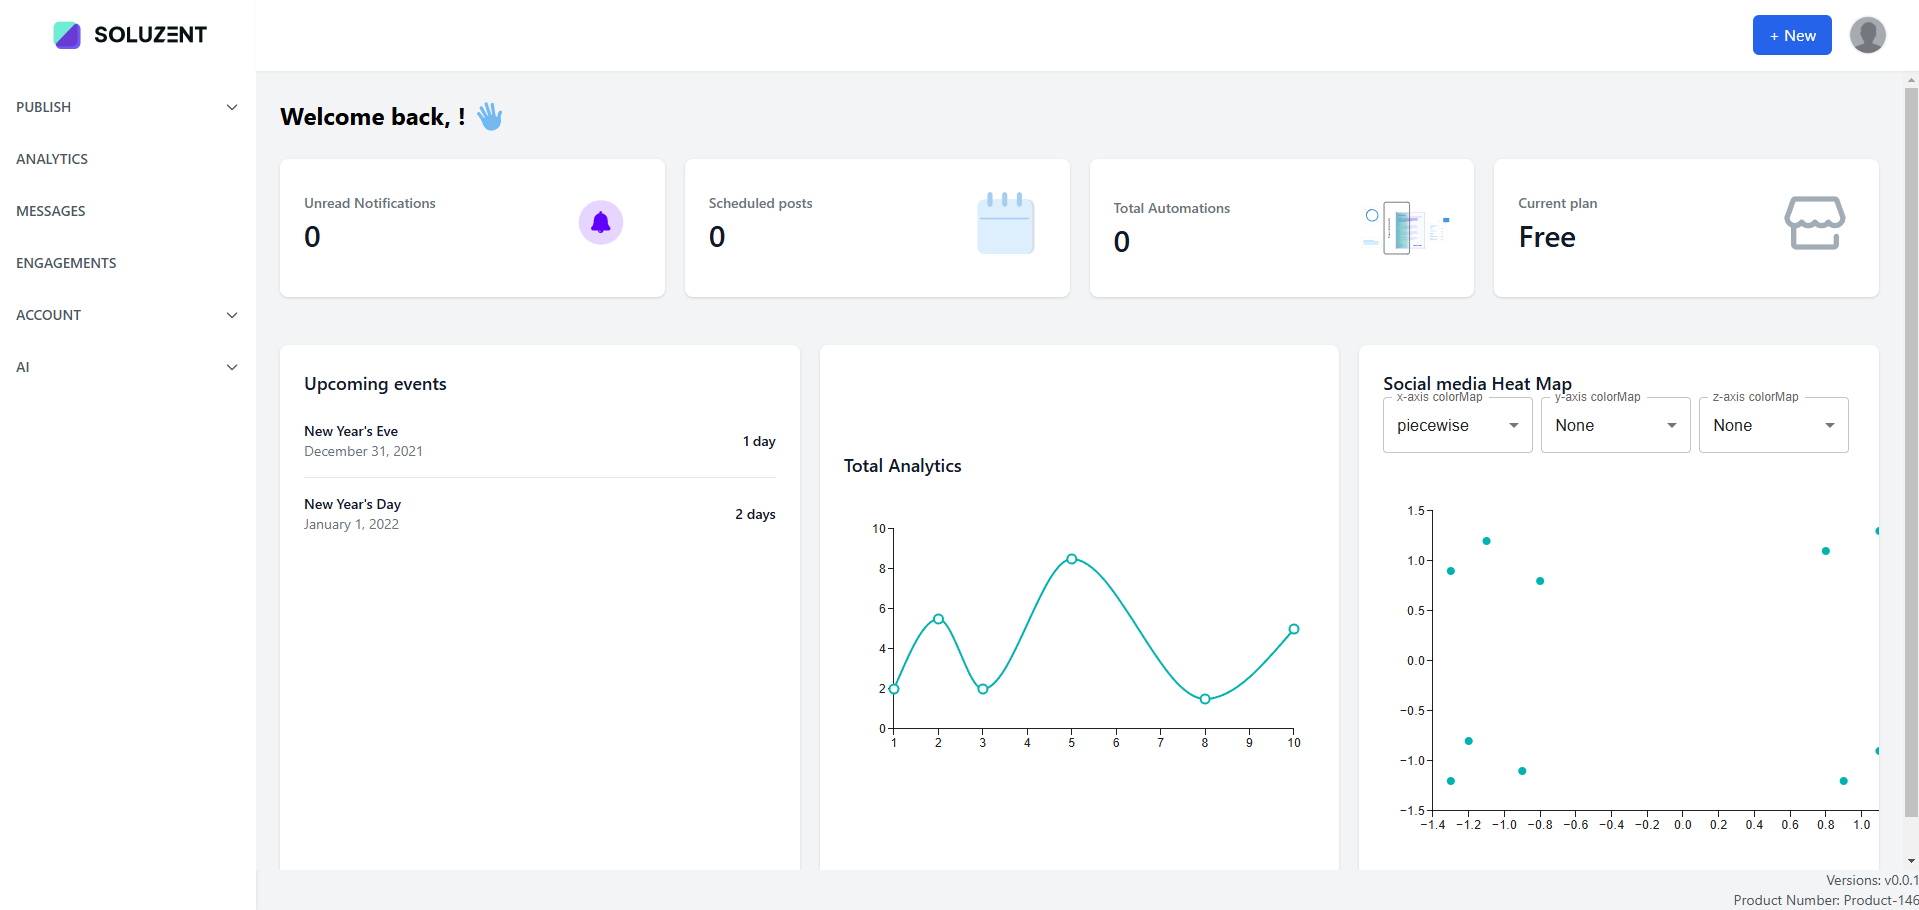 SOLUZENT
+ New
PUBLISH
ANALYTICS
MESSAGES
ENGAGEMENTS
ACCOUNT
AI
Welcome back, !
Unread Notifications
0
Scheduled posts
0
Total Automations
0
Current plan
Free
Upcoming events
New Year's Eve
December 31, 2021
1 day
New Year's Day
January 1, 2022
2 days
Total Analytics
10
8
6
4
2
0
1 2 3 4 5 6 7 8 9 10
Social media Heat Map
x-axis colorMap y-axis colorMap z-axis colorMap
piecewise None None
1.5
1.0
0.5
0.0
−0.5
−1.0
−1.5
−1.4 −1.2 −1.0 −0.8 −0.6 −0.4 −0.2 0.0 0.2 0.4 0.6 0.8 1.0
Versions: v0.0.1
Product Number: Product-146